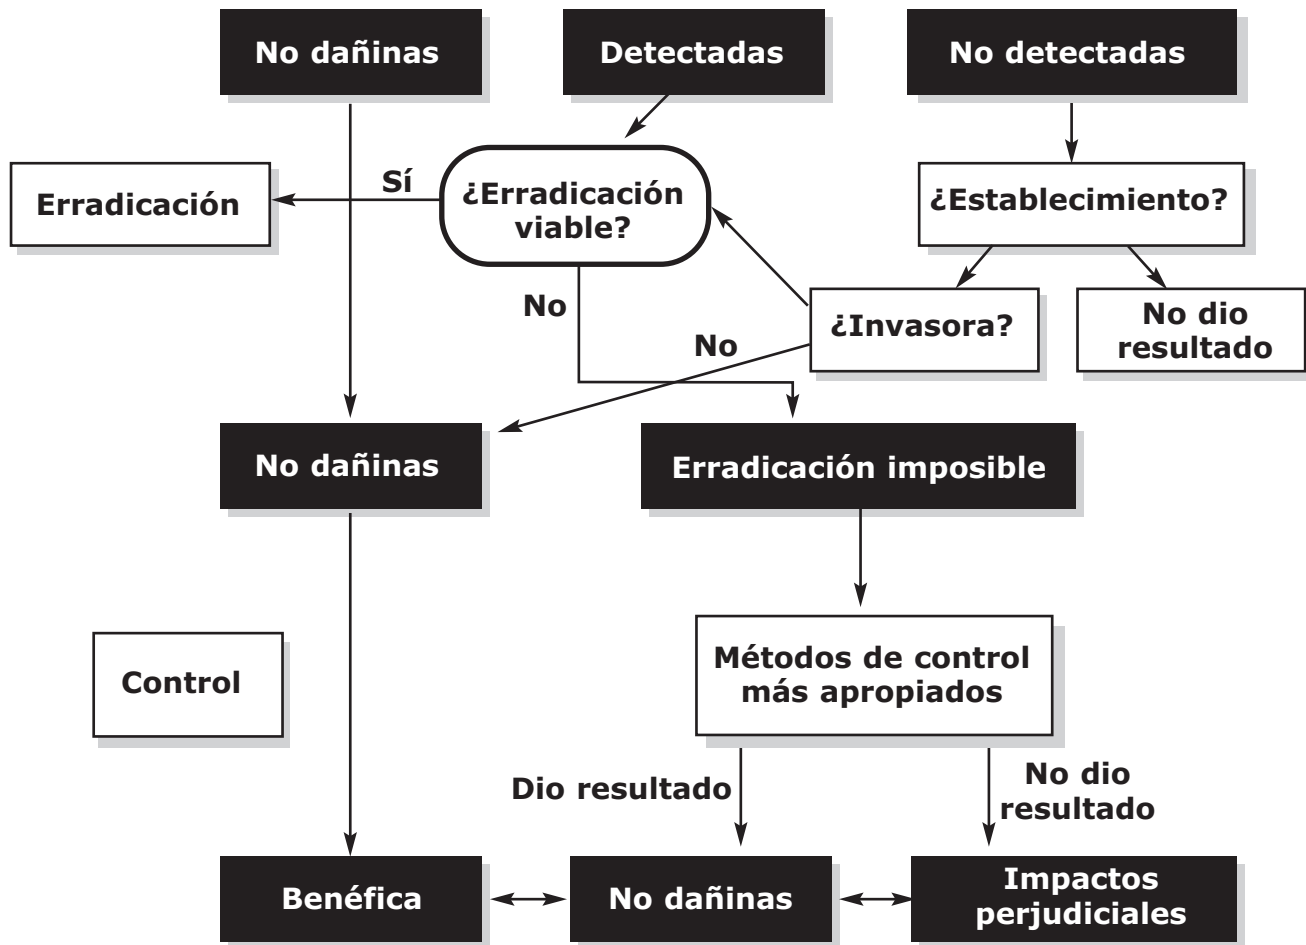 No dañinas
Detectadas
No detectadas
Erradicación
Sí
¿Erradicación
viable?
¿Establecimiento?
No
¿Invasora?
No dio
resultado
No
No dañinas
Erradicación imposible
Control
Métodos de control
más apropiados
Dio resultado
No dio
resultado
Benéfica
No dañinas
Impactos
perjudiciales